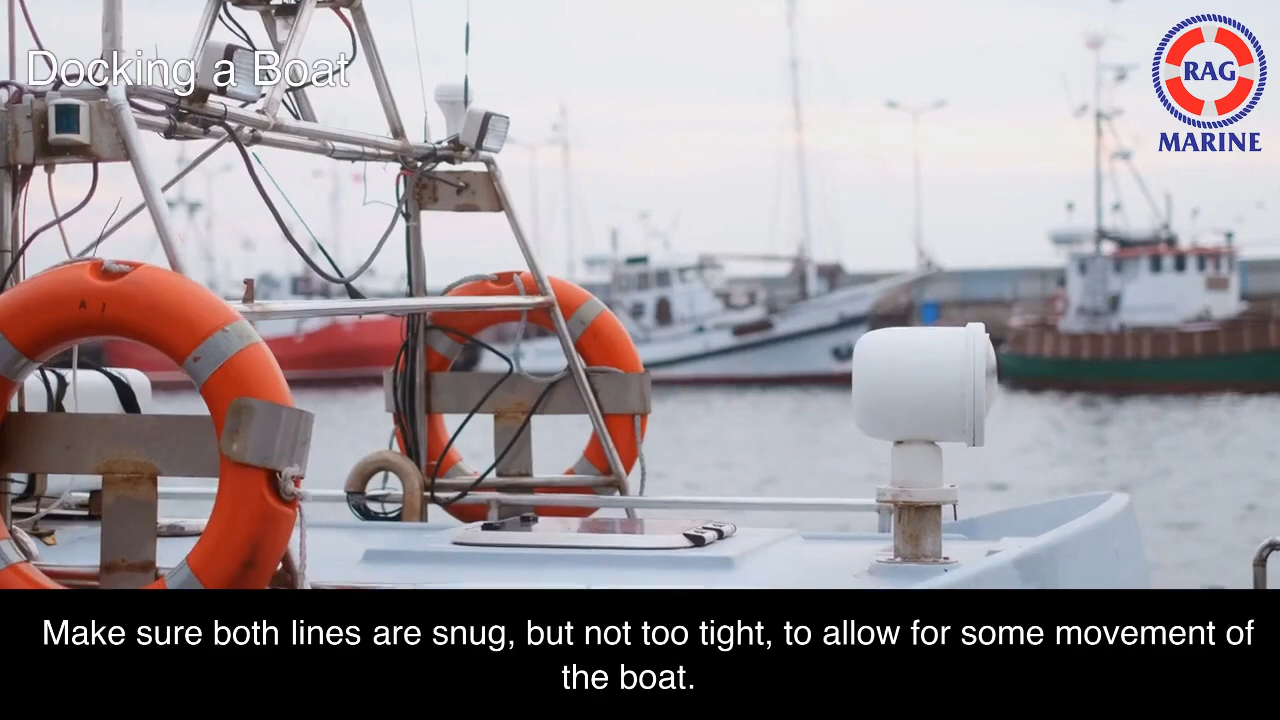 Docking a Boat
RAG
MARINE
Make sure both lines are snug, but not too tight, to allow for some movement of
the boat.